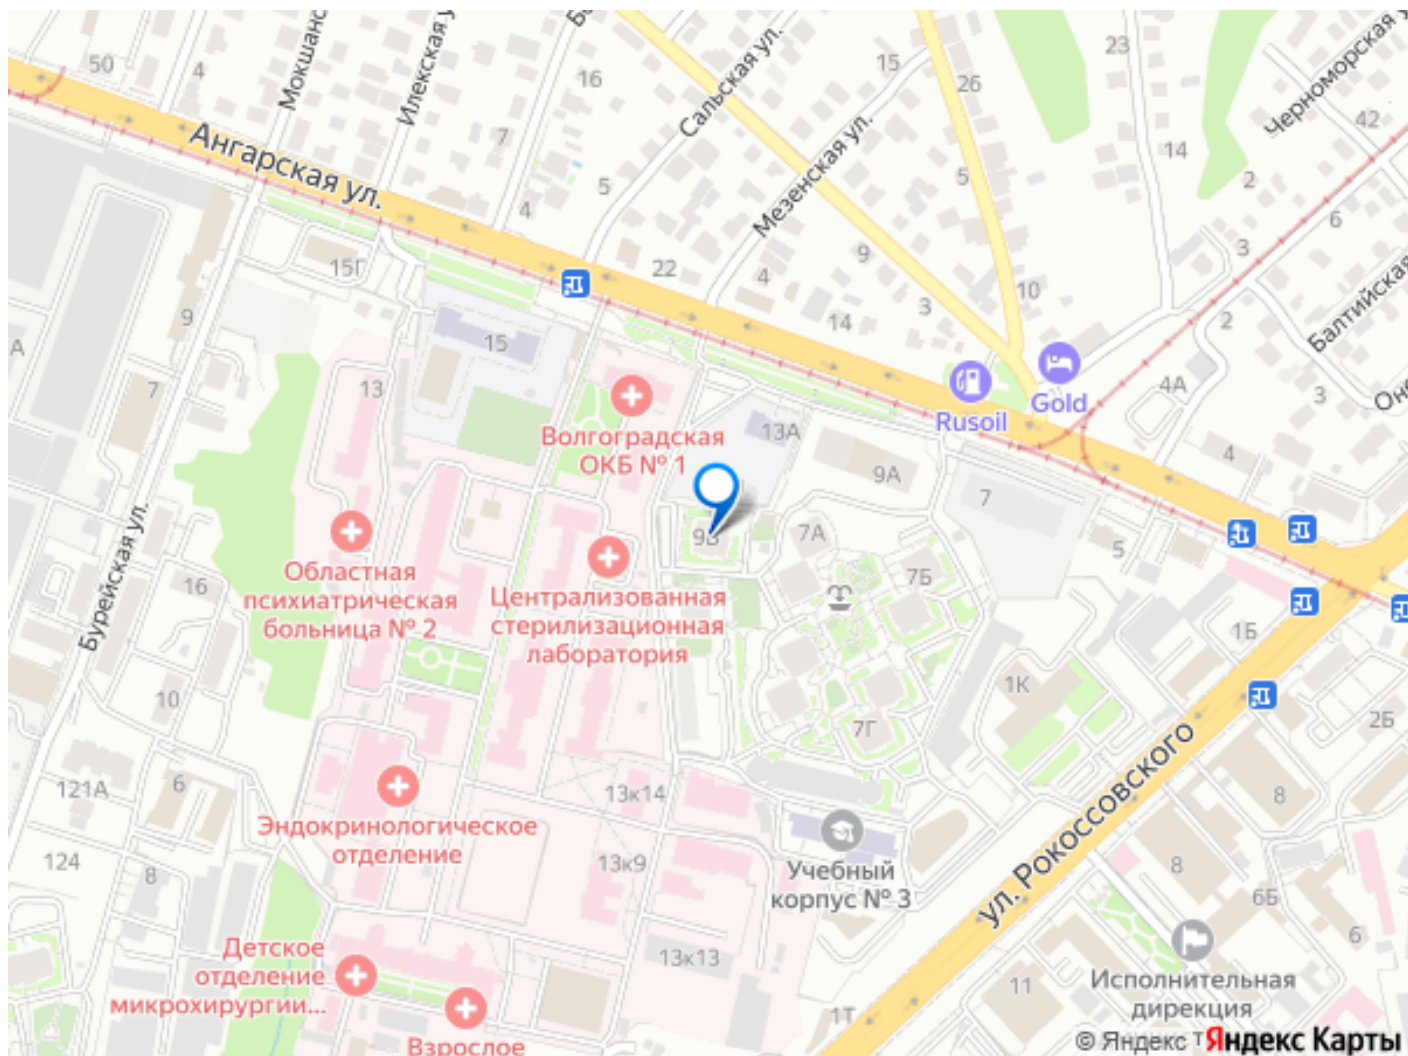 50
4
Мокшанс
Илекская у
Ба
16
Сальская ул.
15
26
23
Черноморская у
42
Ангарская ул.
7
5
4
Мезенская ул.
5
14
2
6
3
15Г
22
4
9
10
3
14
2
Балтийская
9
А
7
15
13
Rusoil
Gold
4А
3
Оне
4
Волгоградская
ОКБ № 1
13А
9А
7
9В
7А
5
Бурейская ул.
16
Областная
психиатрическая
больница № 2
Централизованная
стерилизационная
лаборатория
7Б
1Б
10
1К
7Г
2Б
121А
6
Эндокринологическое
отделение
13к14
ул. Рокоссовского
8
124
8
13к9
Учебный
корпус № 3
8
6Б
6
Детское
отделение
микрохирургии...
13к13
11
1Т
Исполнительная
дирекция
Взрослое
© Яндекс Т Яндекс Карты